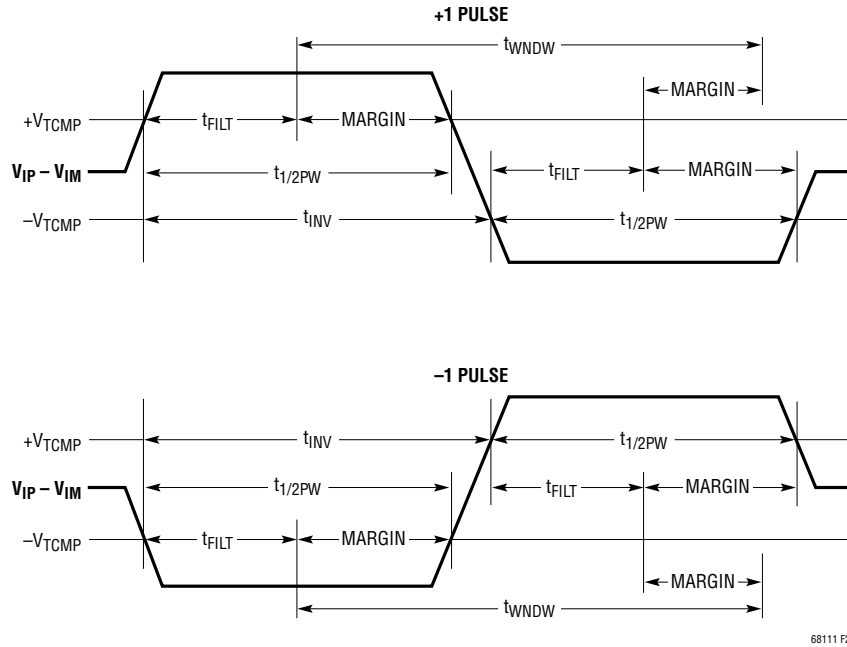 +1 PULSE
tWNDW
MARGIN
+VTCMP
tFILT
MARGIN
VIP – VIM
t1/2PW
tFILT
MARGIN
–VTCMP
tINV
t1/2PW
–1 PULSE
+VTCMP
tINV
t1/2PW
VIP – VIM
t1/2PW
tFILT
MARGIN
–VTCMP
tFILT
MARGIN
MARGIN
tWNDW